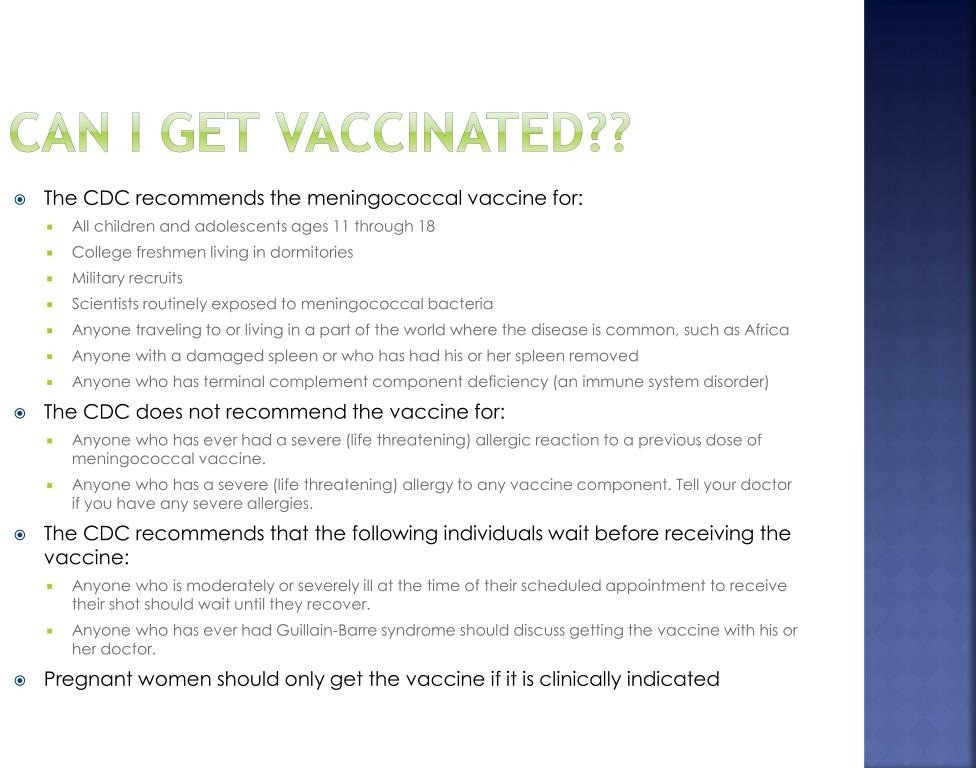 CAN I GET VACCINATED??
The CDC recommends the meningococcal vaccine for:
All children and adolescents ages 11 through 18
College freshmen living in dormitories
Military recruits
Scientists routinely exposed to meningococcal bacteria
Anyone traveling to or living in a part of the world where the disease is common, such as Africa
Anyone with a damaged spleen or who has had his or her spleen removed
Anyone who has terminal complement component deficiency (an immune system disorder)
The CDC does not recommend the vaccine for:
Anyone who has ever had a severe (life threatening) allergic reaction to a previous dose of
meningococcal vaccine.
Anyone who has a severe (life threatening) allergy to any vaccine component. Tell your doctor
if you have any severe allergies.
The CDC recommends that the following individuals wait before receiving the
vaccine:
Anyone who is moderately or severely ill at the time of their scheduled appointment to receive
their shot should wait until they recover.
Anyone who has ever had Guillain-Barre syndrome should discuss getting the vaccine with his or
her doctor.
Pregnant women should only get the vaccine if it is clinically indicated